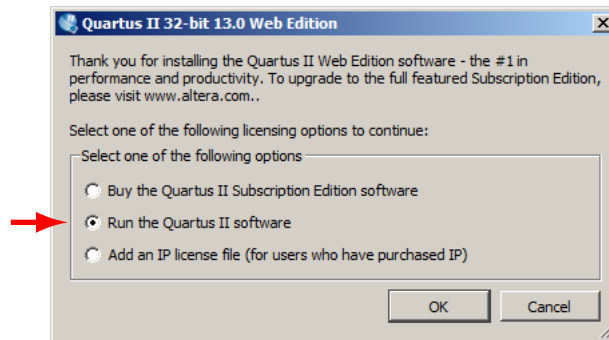 Quartus II 32-bit 13.0 Web Edition
Thank you for installing the Quartus II Web Edition software - the #1 in
performance and productivity. To upgrade to the full featured Subscription Edition,
please visit www.altera.com..
Select one of the following licensing options to continue:
Select one of the following options
Buy the Quartus II Subscription Edition software
Run the Quartus II software
Add an IP license file (for users who have purchased IP)
OK Cancel